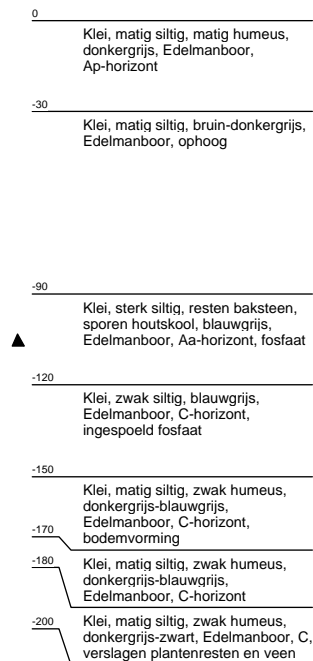 0
Klei, matig siltig, matig humeus,
donkergrijs, Edelmanboor,
Ap-horizont
-30
Klei, matig siltig, bruin-donkergrijs,
Edelmanboor, ophoog
-90
Klei, sterk siltig, resten baksteen,
sporen houtskool, blauwgrijs,
Edelmanboor, Aa-horizont, fosfaat
-120
Klei, zwak siltig, blauwgrijs,
Edelmanboor, C-horizont,
ingespoeld fosfaat
-150
Klei, matig siltig, zwak humeus,
donkergrijs-blauwgrijs,
Edelmanboor, C-horizont,
bodemvorming
-170
Klei, matig siltig, zwak humeus,
donkergrijs-blauwgrijs,
Edelmanboor, C-horizont
-180
Klei, matig siltig, zwak humeus,
donkergrijs-zwart, Edelmanboor, C,
verslagen plantenresten en veen
-200